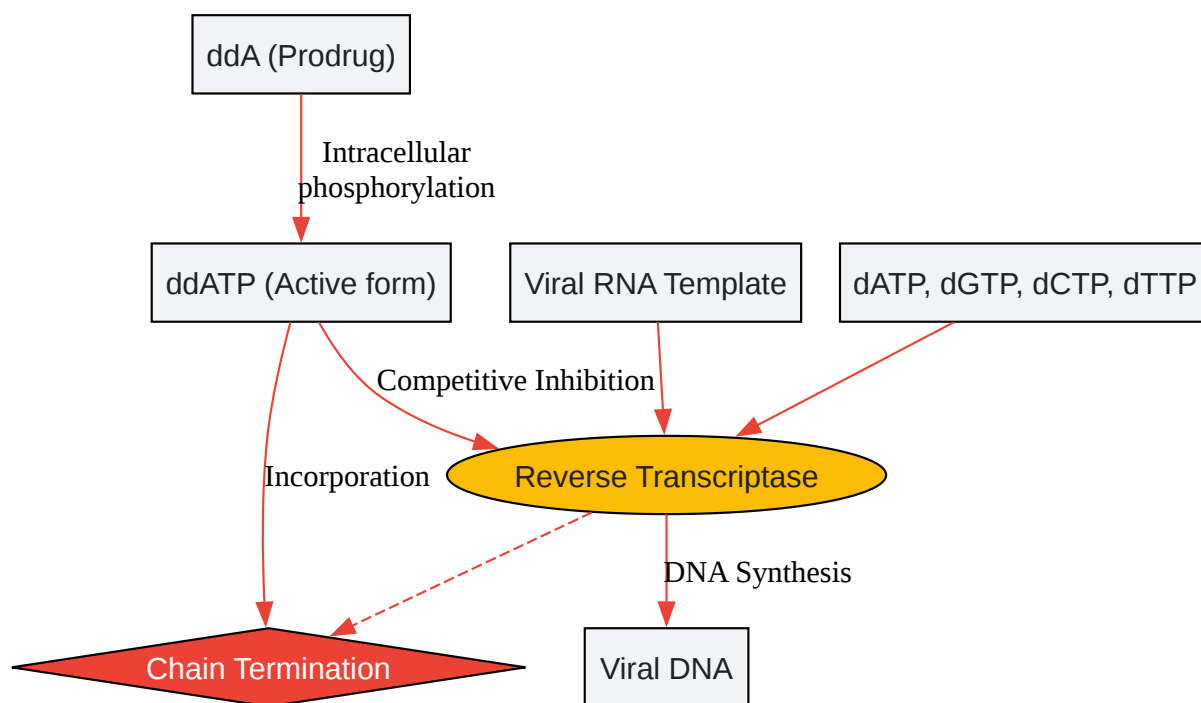 ddA (Prodrug)
Intracellular
phosphorylation
ddATP (Active form)
Viral RNA Template
dATP, dGTP, dCTP, dTTP
Competitive Inhibition
Incorporation
Reverse Transcriptase
DNA Synthesis
Chain Termination
Viral DNA